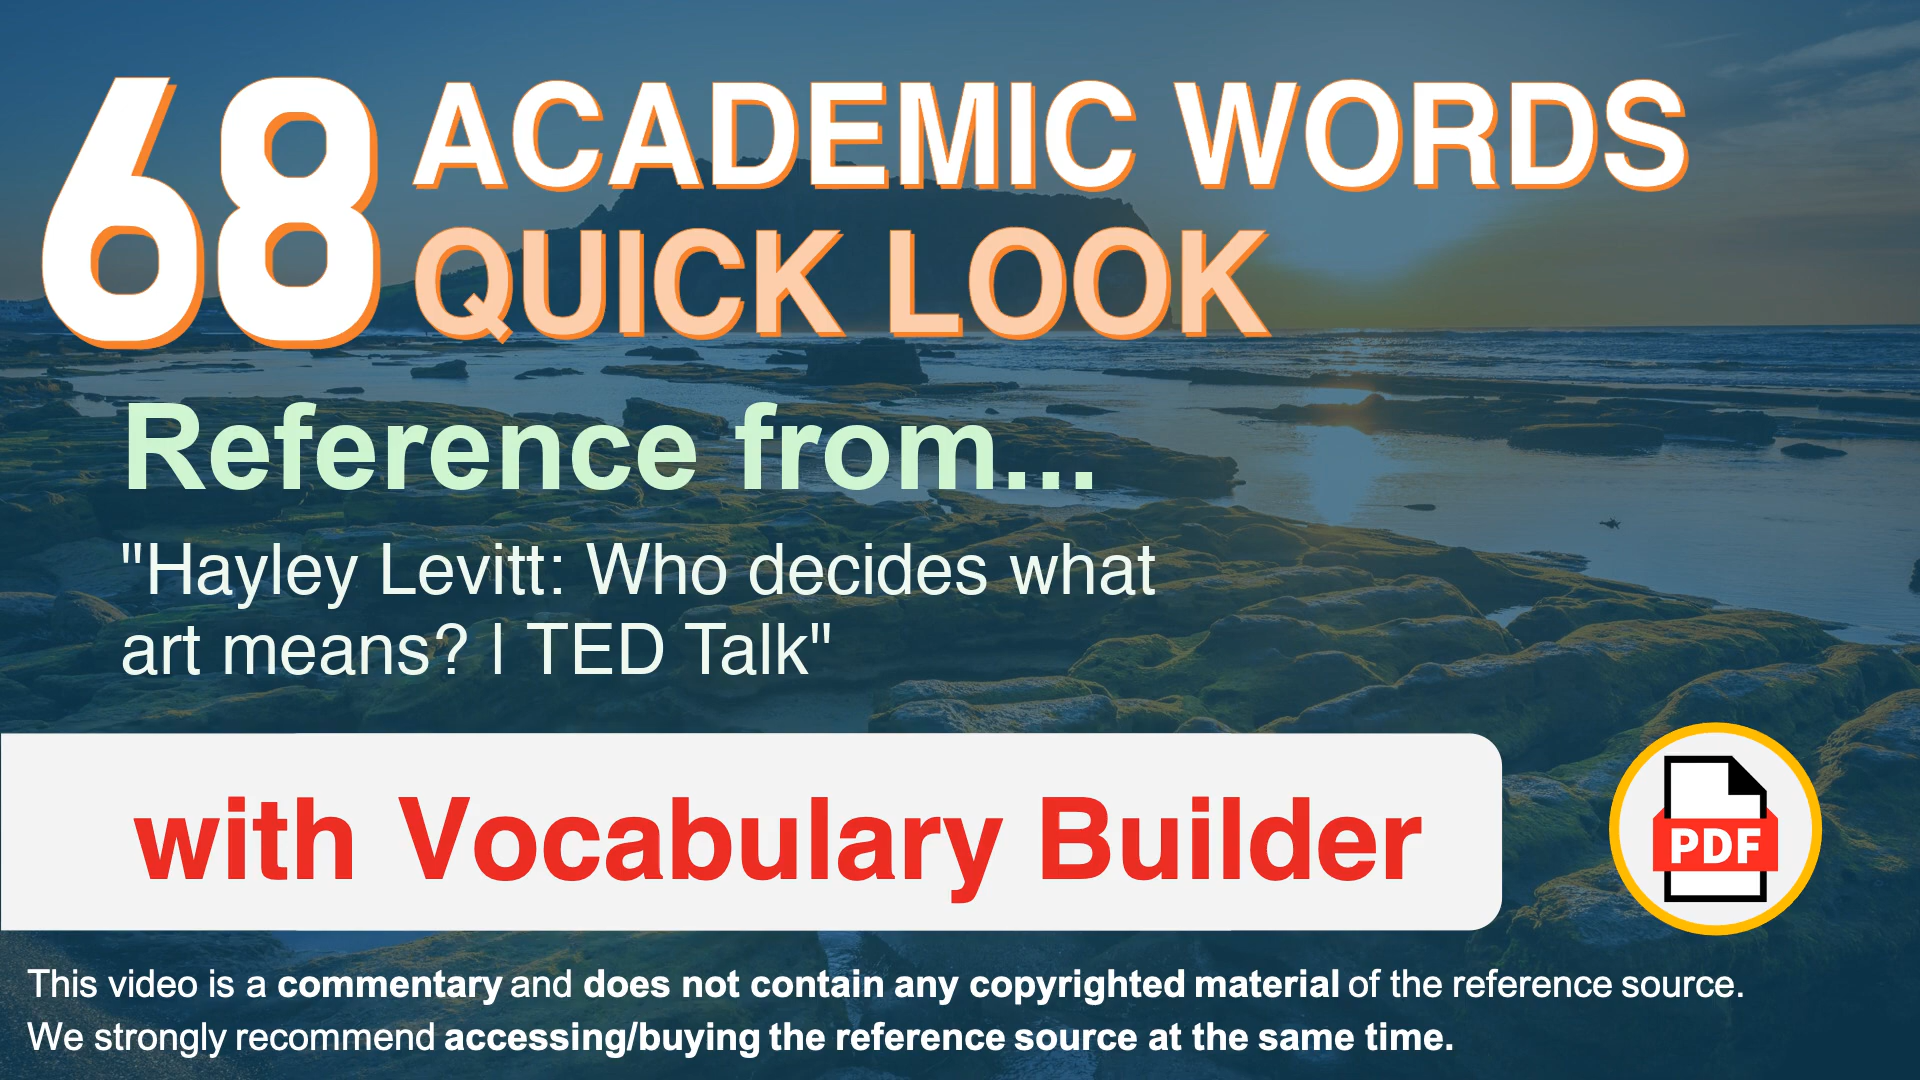 68 ACADEMIC WORDS
QUICK LOOK
Reference from...
"Hayley Levitt: Who decides what
art means? | TED Talk"
with Vocabulary Builder
PDF
This video is a commentary and does not contain any copyrighted material of the reference source.
We strongly recommend accessing/buying the reference source at the same time.